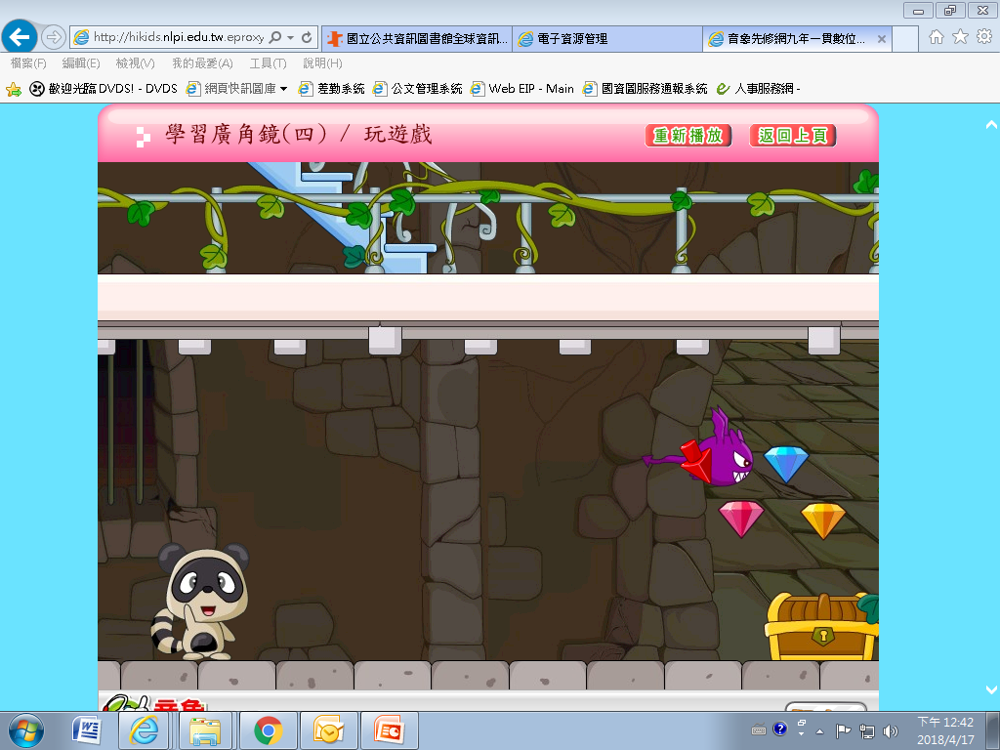 http://hikids.nlpi.edu.tw.eproxy
國立公共資訊圖書館全球資訊...
電子資源管理
音象先修網九年一貫數位...
檔案(F) 編輯(E) 檢視(V) 我的最愛(A) 工具(T) 說明(H)
歡迎光臨DVDS! - DVDS 網頁快訊圖庫 差勤系統 公文管理系統 Web EIP - Main 國資圖服務通報系統 人事服務網 -
學習廣角鏡(四) / 玩遊戲
重新播放 返回上頁
下午 12:42
2018/4/17